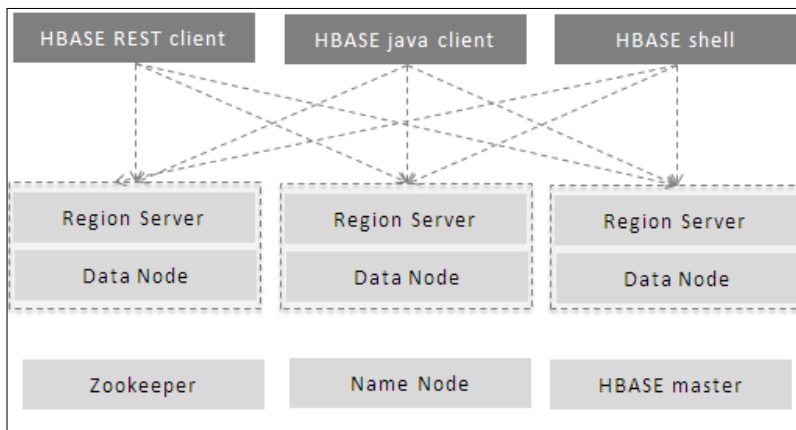 HBASE REST client
HBASE java client
HBASE shell
Region Server
Region Server
Region Server
Data Node
Data Node
Data Node
Zookeeper
Name Node
HBASE master